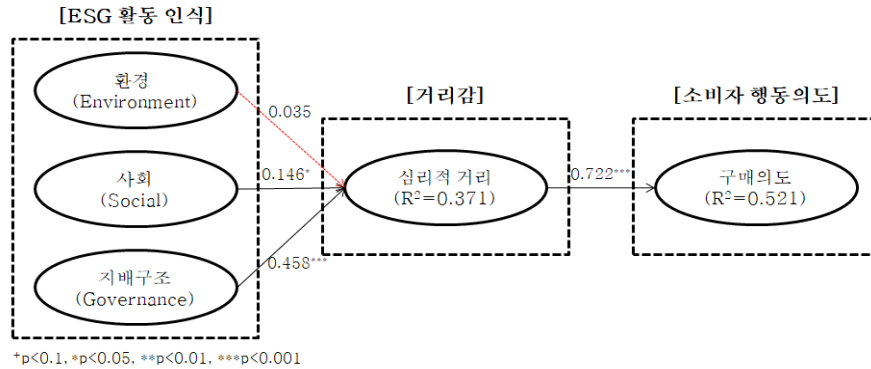 [ESG 활동 인식]
환경
(Environment)
[거리감]
[소비자 행동의도]
0.035
사회
(Social)
0.146*
심리적 거리
(R²=0.371)
0.722***
구매의도
(R²=0.521)
지배구조
(Governance)
0.458***
+p<0.1, *p<0.05, **p<0.01, ***p<0.001